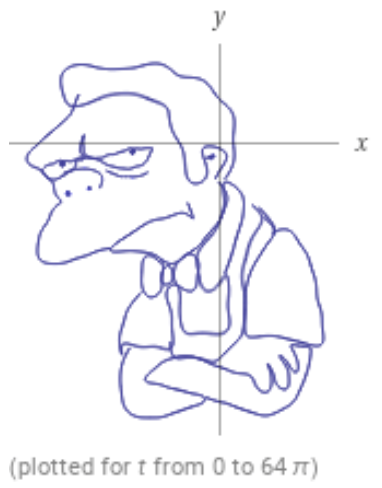 y
x
(plotted for t from 0 to 64 π)